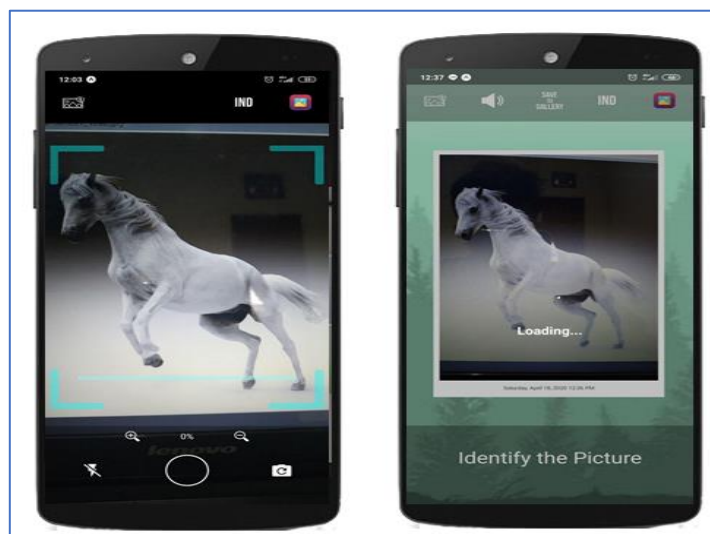 12:03
IND
0%
lenovo
12:37
SAVE
TO
GALLERY
IND
Loading...
Saturday, April 18, 2020 12:36 PM
Identify the Picture